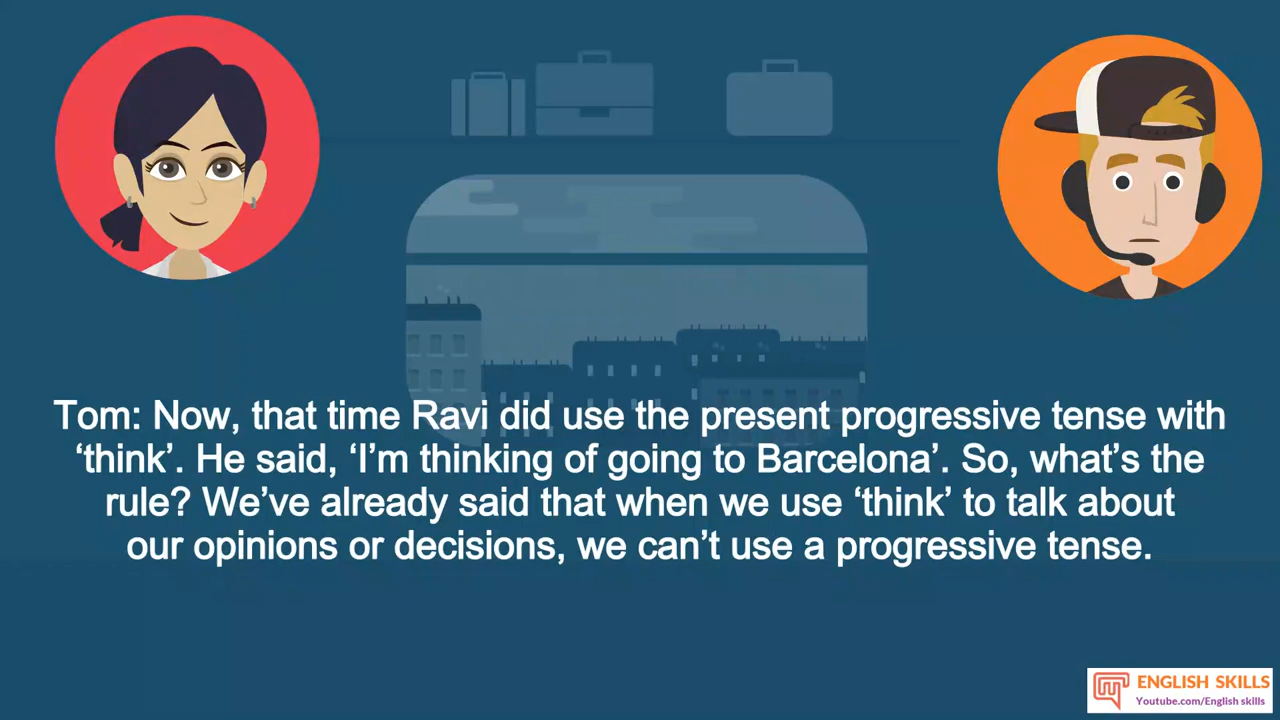 Tom: Now, that time Ravi did use the present progressive tense with
‘think’. He said, ‘I’m thinking of going to Barcelona’. So, what’s the
rule? We’ve already said that when we use ‘think’ to talk about
our opinions or decisions, we can’t use a progressive tense.
ENGLISH SKILLS
Youtube.com/English skills